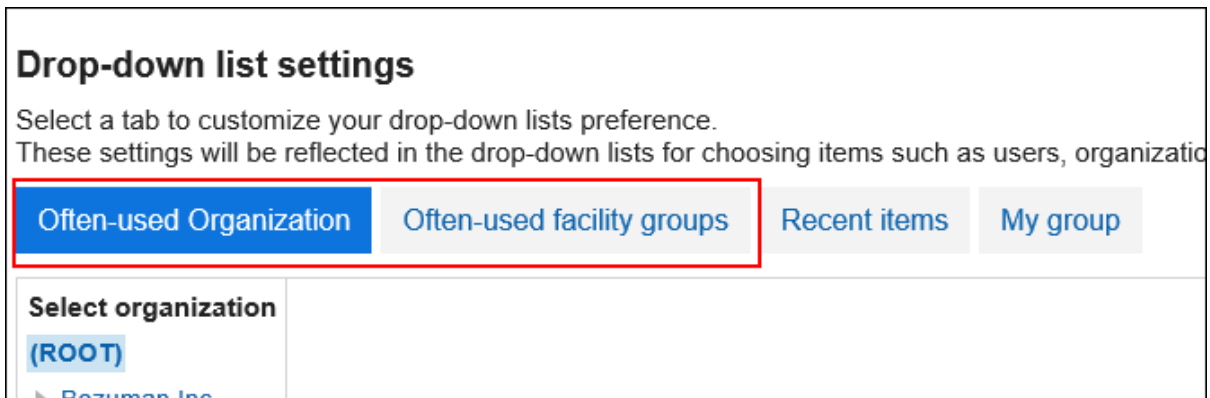 Drop-down list settings
Select a tab to customize your drop-down lists preference.
These settings will be reflected in the drop-down lists for choosing items such as users, organizatio
Often-used Organization Often-used facility groups Recent items My group
Select organization
(ROOT)
Bozuman Inc